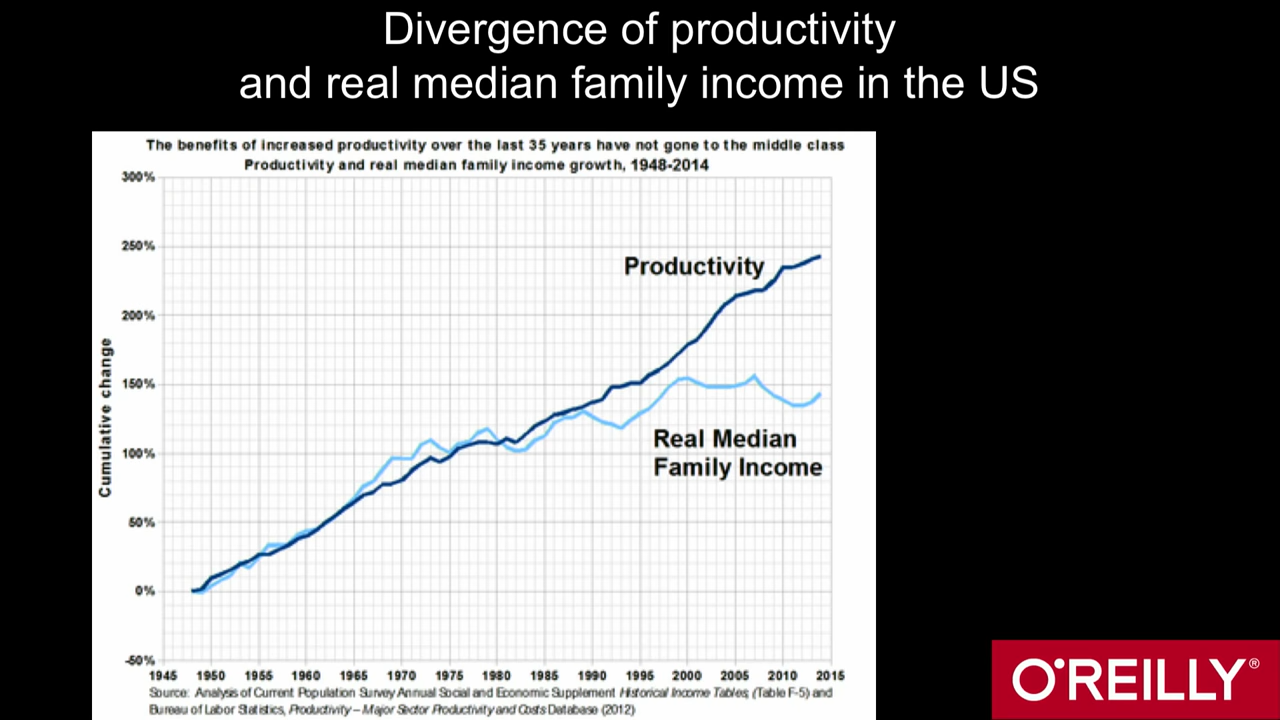 Divergence of productivity
and real median family income in the US
The benefits of increased productivity over the last 35 years have not gone to the middle class
Productivity and real median family income growth, 1948-2014
300%
250%
200%
150%
100%
50%
0%
-50%
Cumulative change
Productivity
Real Median
Family Income
1945 1950 1955 1960 1965 1970 1975 1980 1985 1990 1995 2000 2005 2010 2015
Source: Analysis of Current Population Survey Annual Social and Economic Supplement Historical Income Tables, (Table F-5) and
Bureau of Labor Statistics, Productivity – Major Sector Productivity and Costs Database (2012)
O'REILLY®